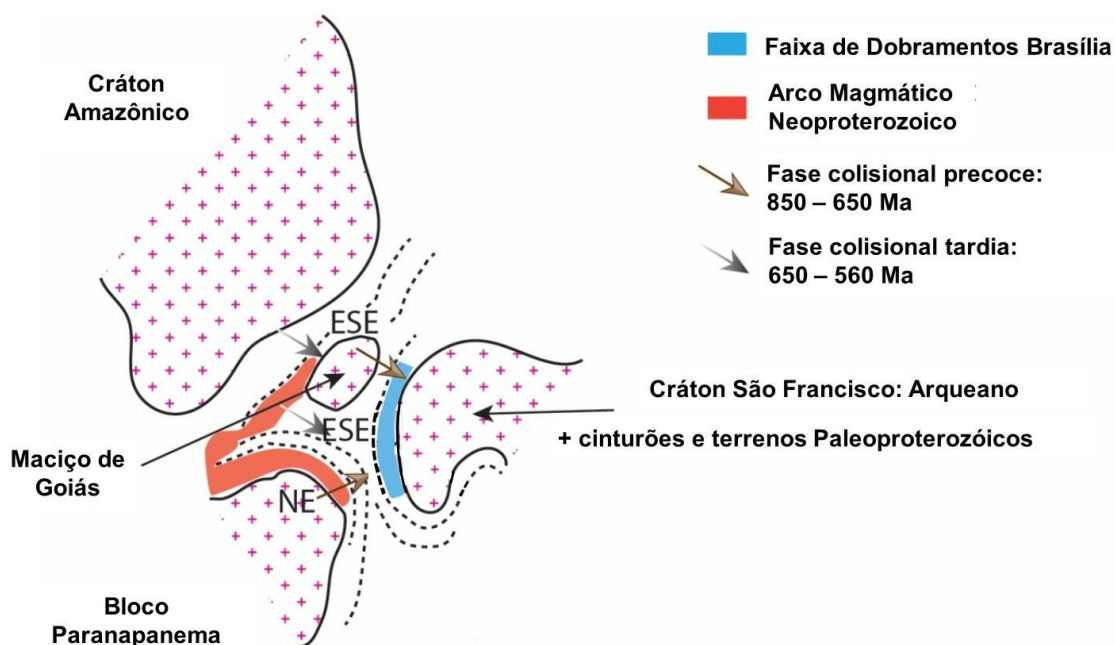 Cráton
Amazônico
Faixa de Dobramentos Brasília
Arco Magmático
Neoproterozoico
Fase colisional precoce:
850 – 650 Ma
Fase colisional tardia:
650 – 560 Ma
ESE
ESE
NE
Cráton São Francisco: Arqueano
+ cinturões e terrenos Paleoproterozóicos
Maciço de
Goiás
Bloco
Paranapanema